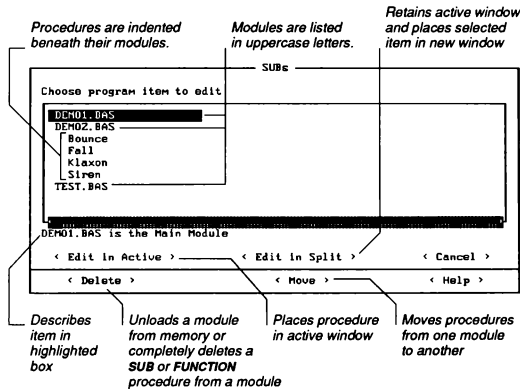 Procedures are indented
beneath their modules.
Modules are listed
in uppercase letters.
Retains active window
and places selected
item in new window
SUBs
Choose program item to edit
DEMO1.BAS
DEMO2.BAS
Bounce
Fall
Klaxon
Siren
TEST.BAS
DEMO1.BAS is the Main Module
< Edit in Active >
< Edit in Split >
< Cancel >
< Delete >
< Move >
< Help >
Describes
item in
highlighted
box
Unloads a module
from memory or
completely deletes a
SUB or FUNCTION
procedure from a module
Places procedure
in active window
Moves procedures
from one module
to another